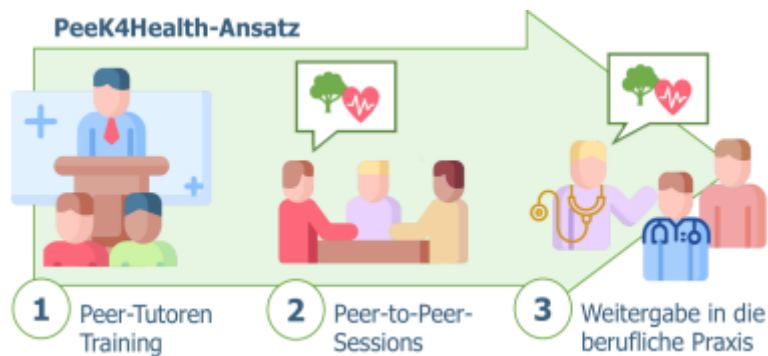 PeeK4Health-Ansatz
1 Peer-Tutoren
Training
2 Peer-to-Peer-
Sessions
3 Weitergabe in die
berufliche Praxis